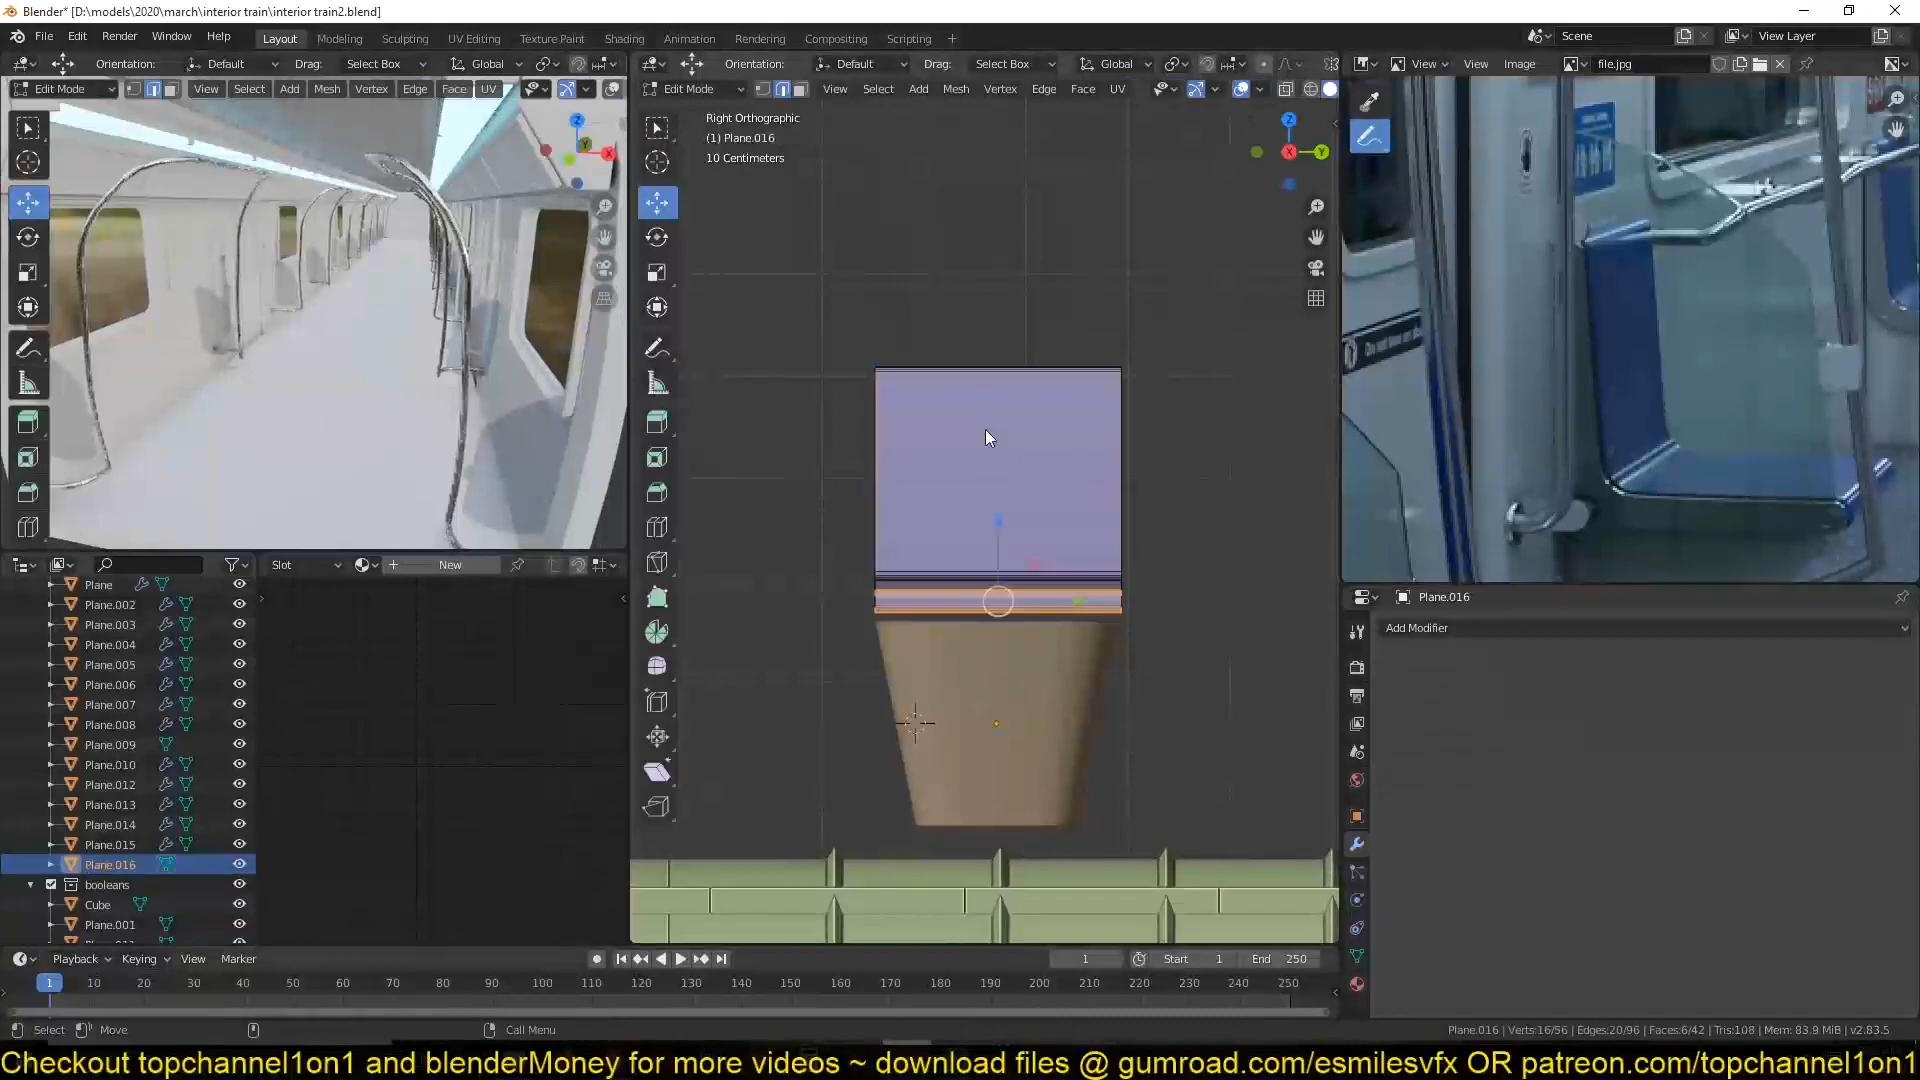 Blender* [D:\models\2020\march\interior train\interior train2.blend]
File Edit Render Window Help
Layout Modeling Sculpting UV Editing Texture Paint Shading Animation Rendering Compositing Scripting
Scene View Layer
Orientation: Default Drag: Select Box Global
Edit Mode View Select Add Mesh Vertex Edge Face UV
Orientation: Default Drag: Select Box Global
Edit Mode View Select Add Mesh Vertex Edge Face UV
Right Orthographic
(1) Plane.016
10 Centimeters
View View Image file.jpg
Z
X
Z
Y
X
Slot New
Plane
Plane.002
Plane.003
Plane.004
Plane.005
Plane.006
Plane.007
Plane.008
Plane.009
Plane.010
Plane.012
Plane.013
Plane.014
Plane.015
Plane.016
booleans
Cube
Plane.001
Plane.016
Add Modifier
Playback Keying View Marker
1 Start 1 End 250
1 10 20 30 40 50 60 70 80 90 100 110 120 130 140 150 160 170 180 190 200 210 220 230 240 250
Select Move Call Menu
Plane.016 | Verts:16/56 | Edges:20/96 | Faces:6/42 | Tris:108 | Mem: 83.9 MiB | v2.83.5
Checkout topchannel1on1 and blenderMoney for more videos ~ download files @ gumroad.com/esmilesvfx OR patreon.com/topchannel1on1